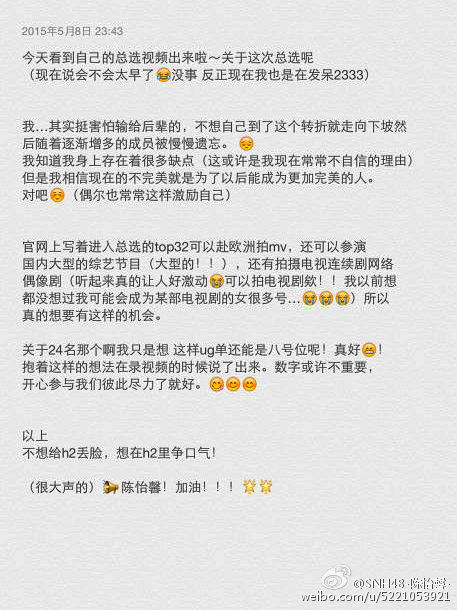 2015年5月8日 23:43
今天看到自己的总选视频出来啦～关于这次总选呢
（现在说会不会太早了😂没事 反正现在我也是在发呆2333）
我…其实挺害怕输给后辈的，不想自己到了这个转折就走向下坡然
后随着逐渐增多的成员被慢慢遗忘。😌
我知道我身上存在着很多缺点（这或许是我现在常常不自信的理由）
但是我相信现在的不完美就是为了以后能成为更加完美的人。
对吧☺️（偶尔也常常这样激励自己）
官网上写着进入总选的top32可以赴欧洲拍mv，还可以参演
国内大型的综艺节目（大型的！！），还有拍摄电视连续剧网络
偶像剧（听起来真的让人好激动😭可以拍电视剧欸！！我以前想
都没想过我可能会成为某部电视剧的女很多号…😭😭😭）所以
真的想要有这样的机会。
关于24名那个啊我只是想 这样ug单还能是八号位呢！真好😁！
抱着这样的想法在录视频的时候说了出来。数字或许不重要，
开心参与我们彼此尽力了就好。😋😊😊
以上
不想给h2丢脸，想在h2里争口气！
（很大声的）📣陈怡馨！加油！！！🌟🌟
@SNH48-陈怡馨
weibo.com/u/5221053921